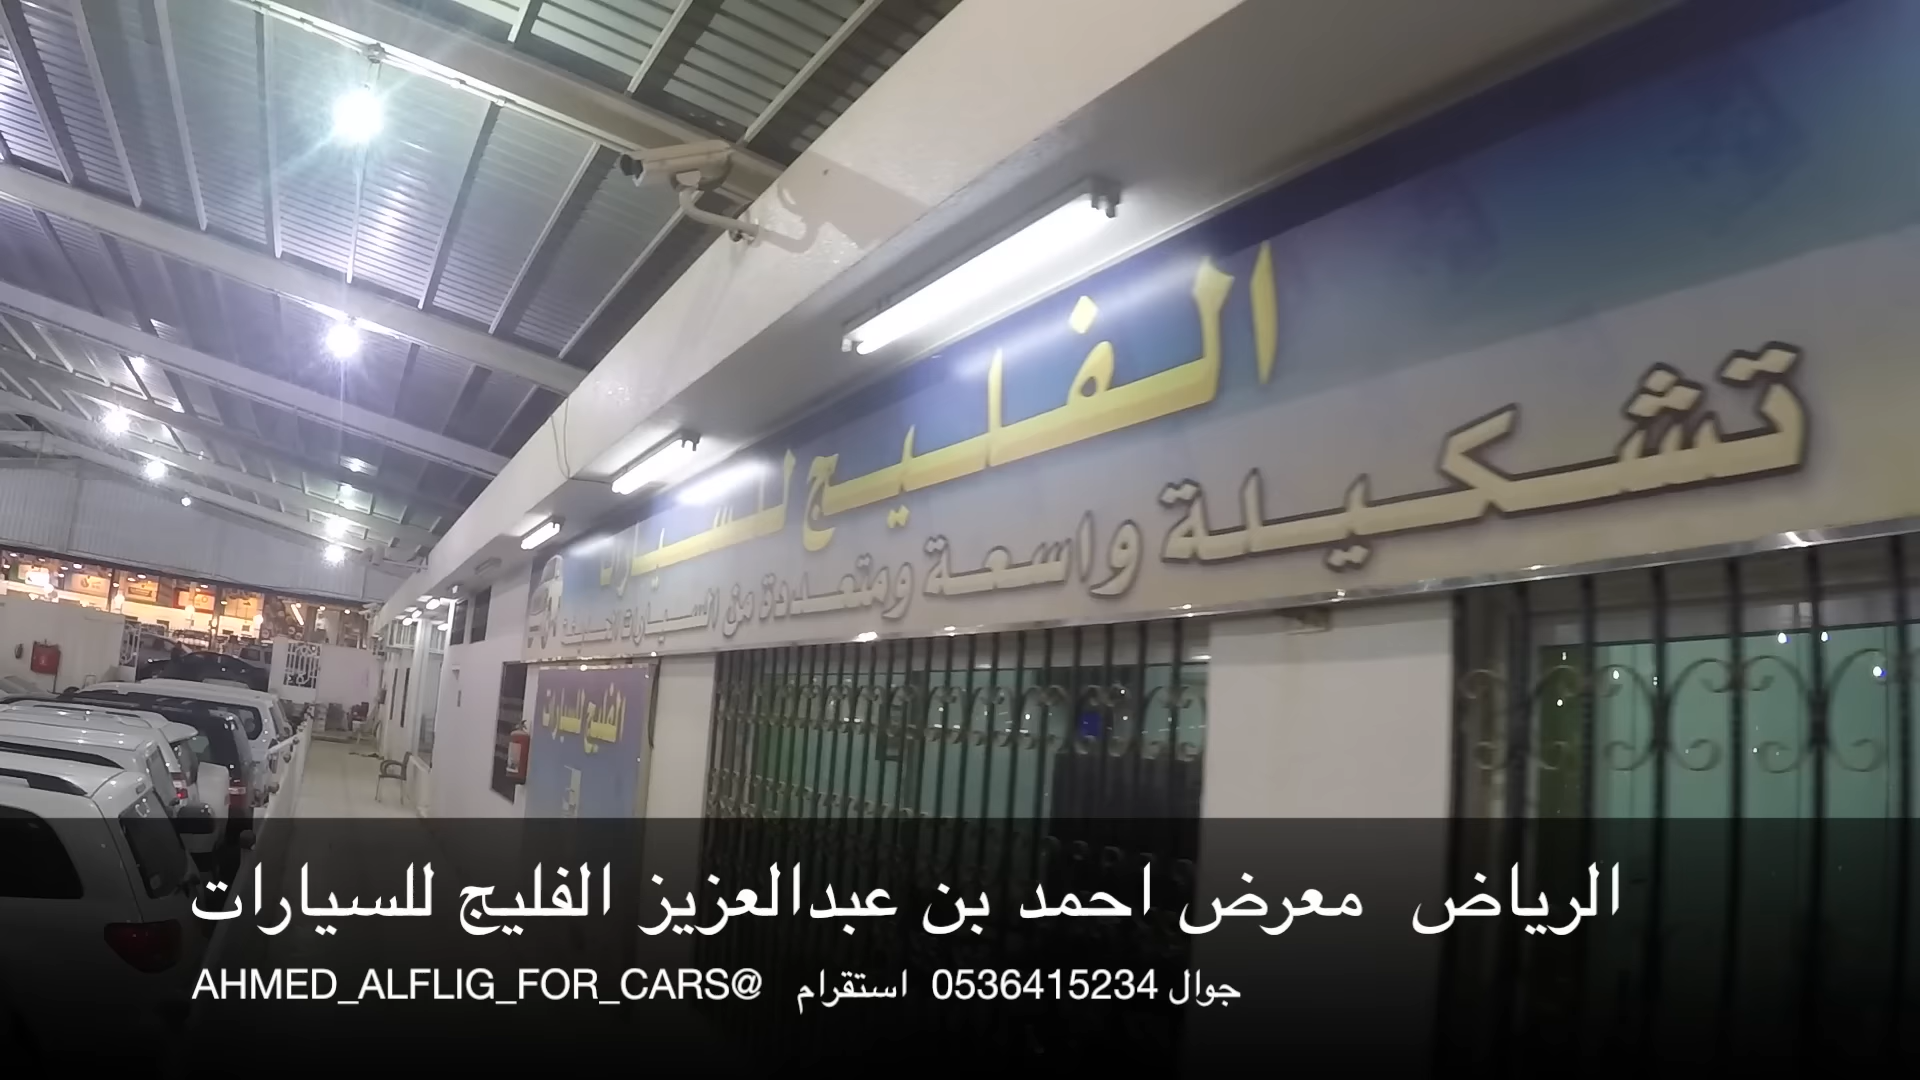 الفليج للسيارات
تشكيلة واسعة ومتعددة من السيارات الحديثة
الفليج للسيارات
الرياض معرض احمد بن عبدالعزيز الفليج للسيارات
جوال 0536415234 استقرام @AHMED_ALFLIG_FOR_CARS